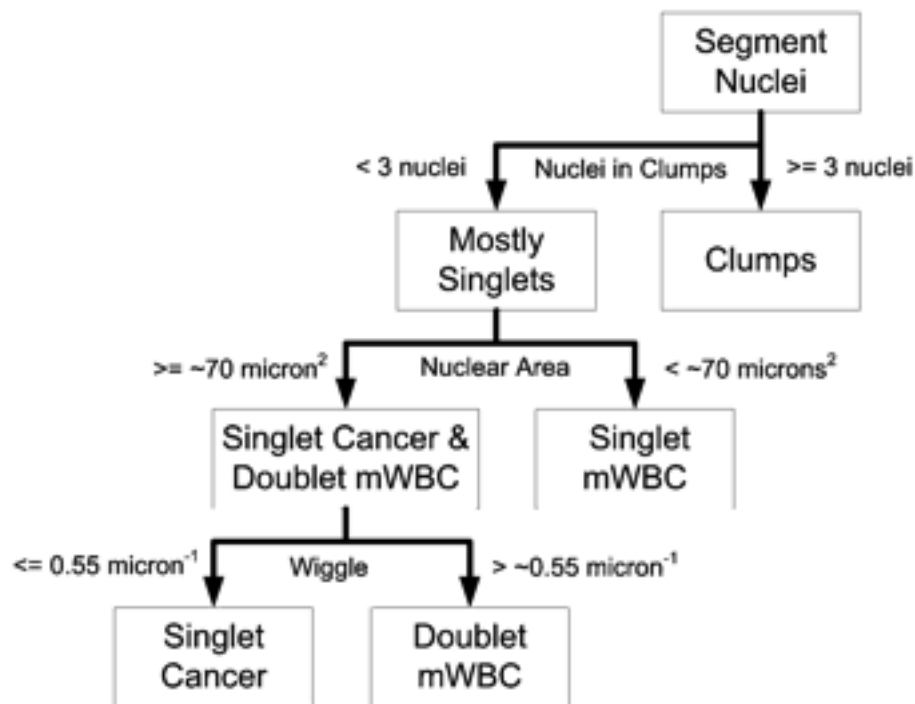 Segment
Nuclei
< 3 nuclei
Nuclei in Clumps
>= 3 nuclei
Mostly
Singlets
Clumps
>= ~70 micron²
Nuclear Area
< ~70 microns²
Singlet Cancer &
Doublet mWBC
Singlet
mWBC
<= 0.55 micron⁻¹
Wiggle
> ~0.55 micron⁻¹
Singlet
Cancer
Doublet
mWBC